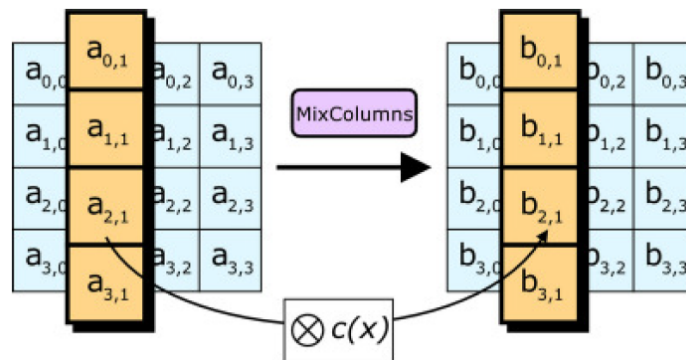 a0,0 a0,1 a0,2 a0,3 b0,0 b0,1 b0,2 b0,3
MixColumns
a1,0 a1,1 a1,2 a1,3 b1,0 b1,1 b1,2 b1,3
a2,0 a2,1 a2,2 a2,3 b2,0 b2,1 b2,2 b2,3
a3,0 a3,1 a3,2 a3,3 b3,0 b3,1 b3,2 b3,3
⊗ c(x)